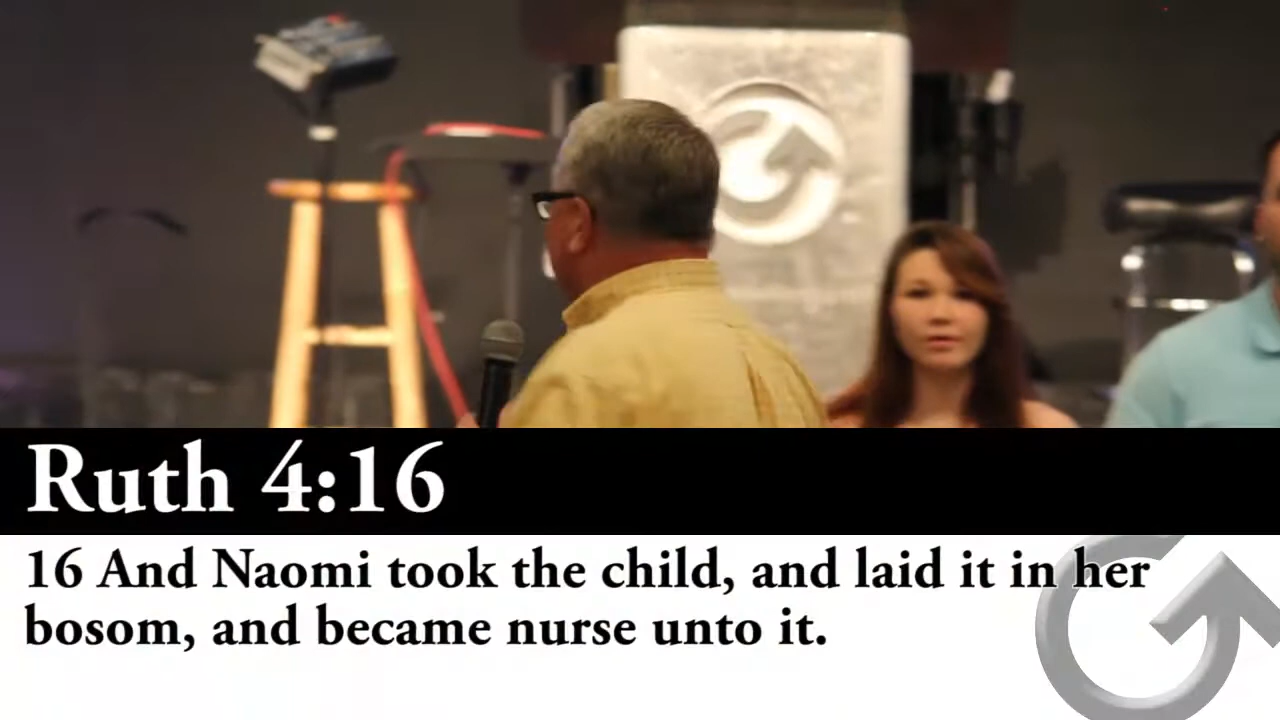 Ruth 4:16
16 And Naomi took the child, and laid it in her
bosom, and became nurse unto it.